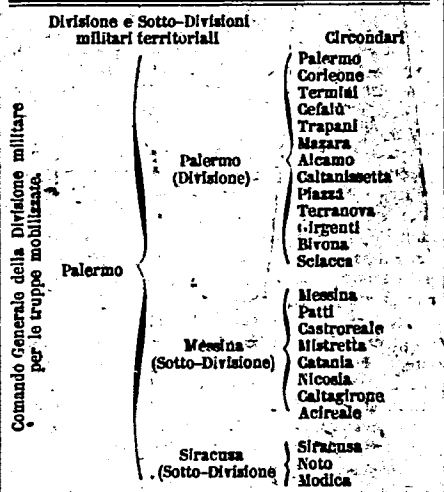 Divisione e Sotto-Divisioni
militari territoriali
Circondari
Comando Generale della Divisione militare
per le truppe mobilizzate.
Palermo
Palermo
(Divisione)
Palermo
Corleone
Termini
Cefalù
Trapani
Mazara
Alcamo
Caltanissetta
Piazza
Terranova
Girgenti
Bivona
Sciacca
Messina
(Sotto-Divisione)
Messina
Patti
Castroreale
Mistretta
Catania
Nicosia
Caltagirone
Acireale
Siracusa
(Sotto-Divisione
Siracusa
Noto
Modica